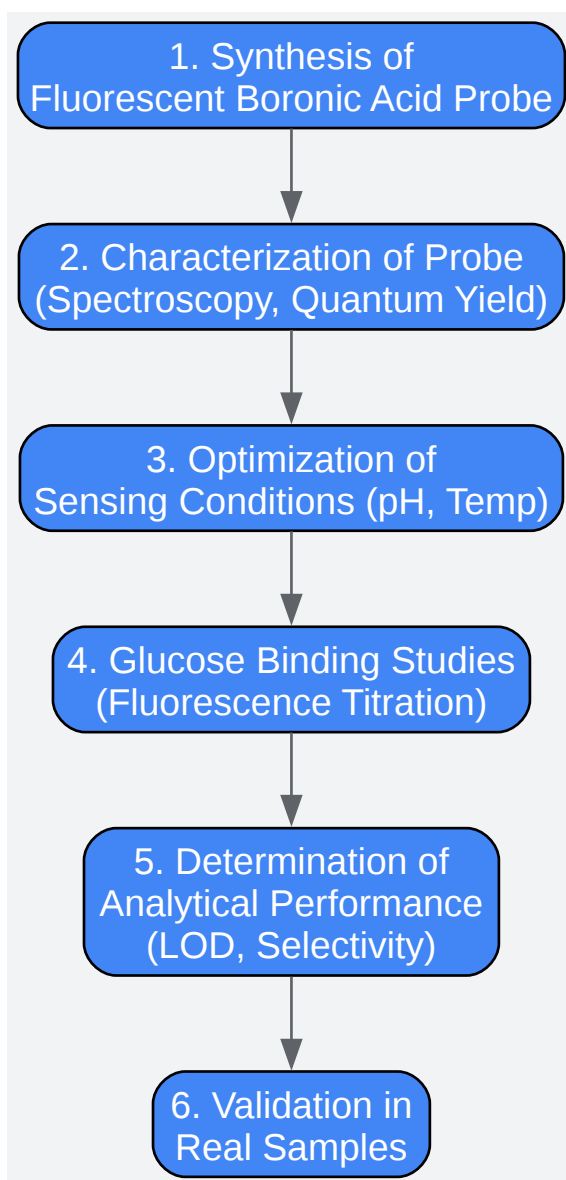 1. Synthesis of
Fluorescent Boronic Acid Probe
2. Characterization of Probe
(Spectroscopy, Quantum Yield)
3. Optimization of
Sensing Conditions (pH, Temp)
4. Glucose Binding Studies
(Fluorescence Titration)
5. Determination of
Analytical Performance
(LOD, Selectivity)
6. Validation in
Real Samples